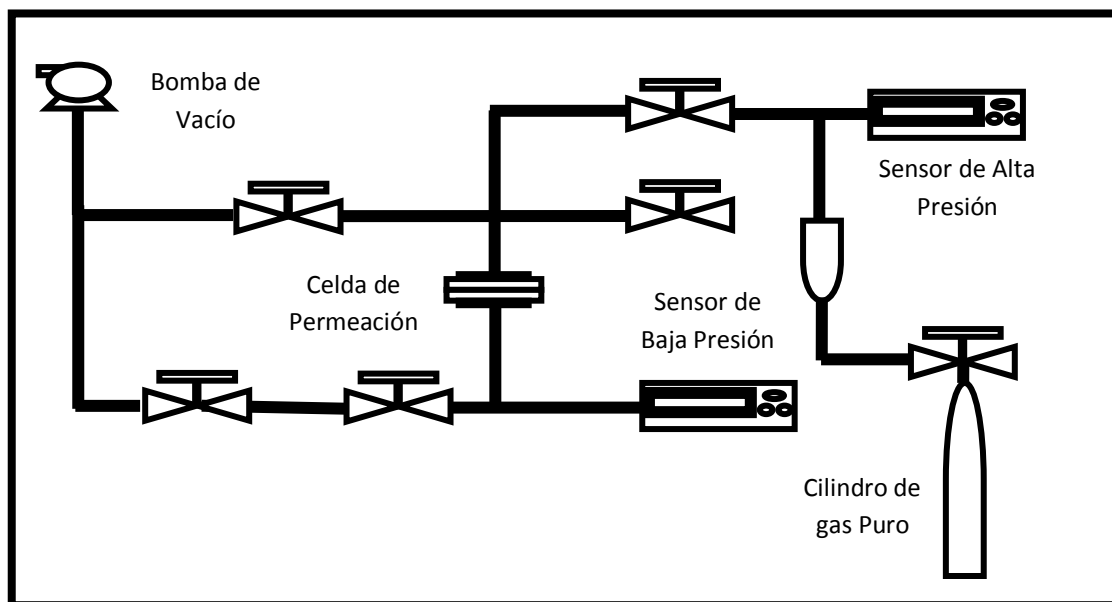 Bomba de
Vacío
Sensor de Alta
Presión
Celda de
Permeación
Sensor de
Baja Presión
Cilindro de
gas Puro